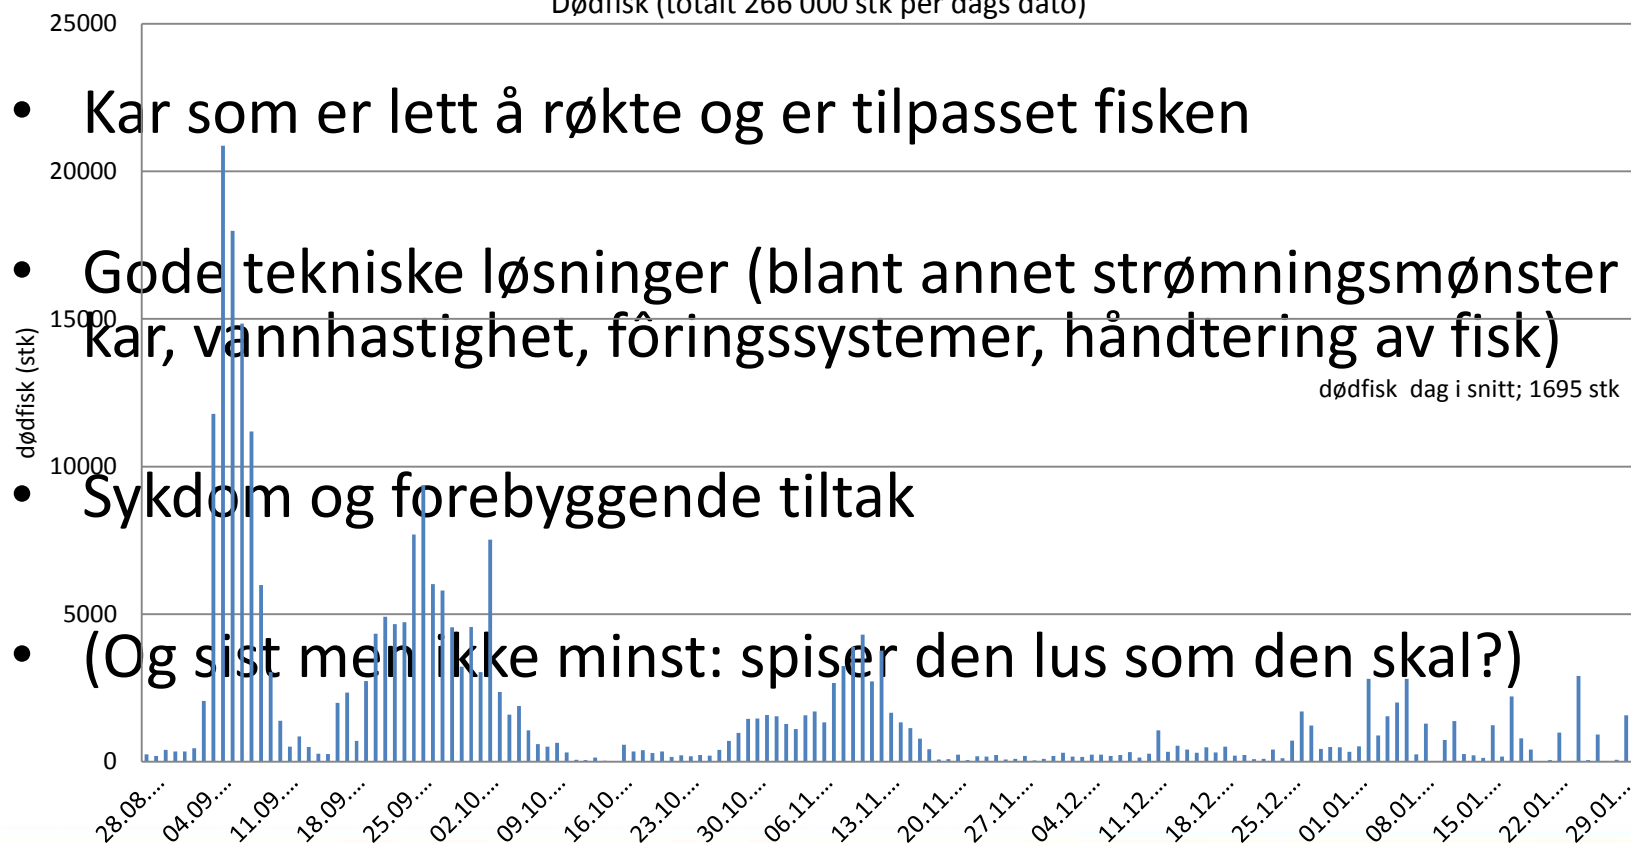 Dødfisk (totalt 266 000 stk per dags dato)
25000
• Kar som er lett å røkte og er tilpasset fisken
20000
• Gode tekniske løsninger (blant annet strømningsmønster
15000
kar, vannhastighet, fôringssystemer, håndtering av fisk)
dødfisk (stk)
dødfisk dag i snitt; 1695 stk
10000
• Sykdom og forebyggende tiltak
5000
• (Og sist men ikke minst: spiser den lus som den skal?)
0
28.08.... 04.09.... 11.09.... 18.09.... 25.09.... 02.10.... 09.10.... 16.10.... 23.10.... 30.10.... 06.11.... 13.11.... 20.11.... 27.11.... 04.12.... 11.12.... 18.12.... 25.12.... 01.01.... 08.01.... 15.01.... 22.01.... 29.01....